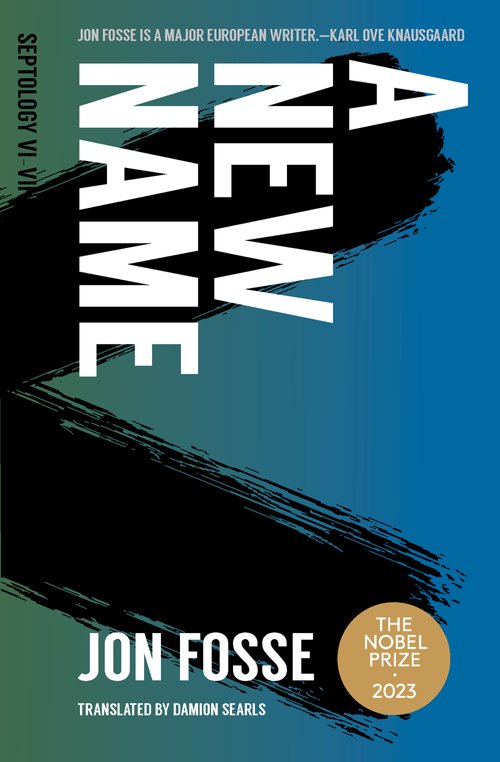 JON FOSSE IS A MAJOR EUROPEAN WRITER.—KARL OVE KNAUSGAARD
SEPTOLOGY VI–VII
A
NEW
NAME
JON FOSSE
TRANSLATED BY DAMION SEARLS
THE
NOBEL
PRIZE
·
2023